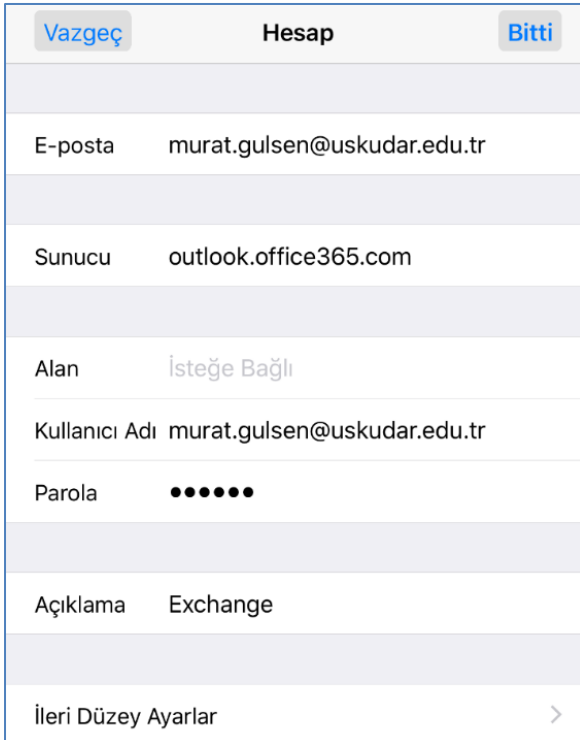 Vazgeç Hesap Bitti
E-posta murat.gulsen@uskudar.edu.tr
Sunucu outlook.office365.com
Alan İsteğe Bağlı
Kullanıcı Adı murat.gulsen@uskudar.edu.tr
Parola ••••••
Açıklama Exchange
İleri Düzey Ayarlar